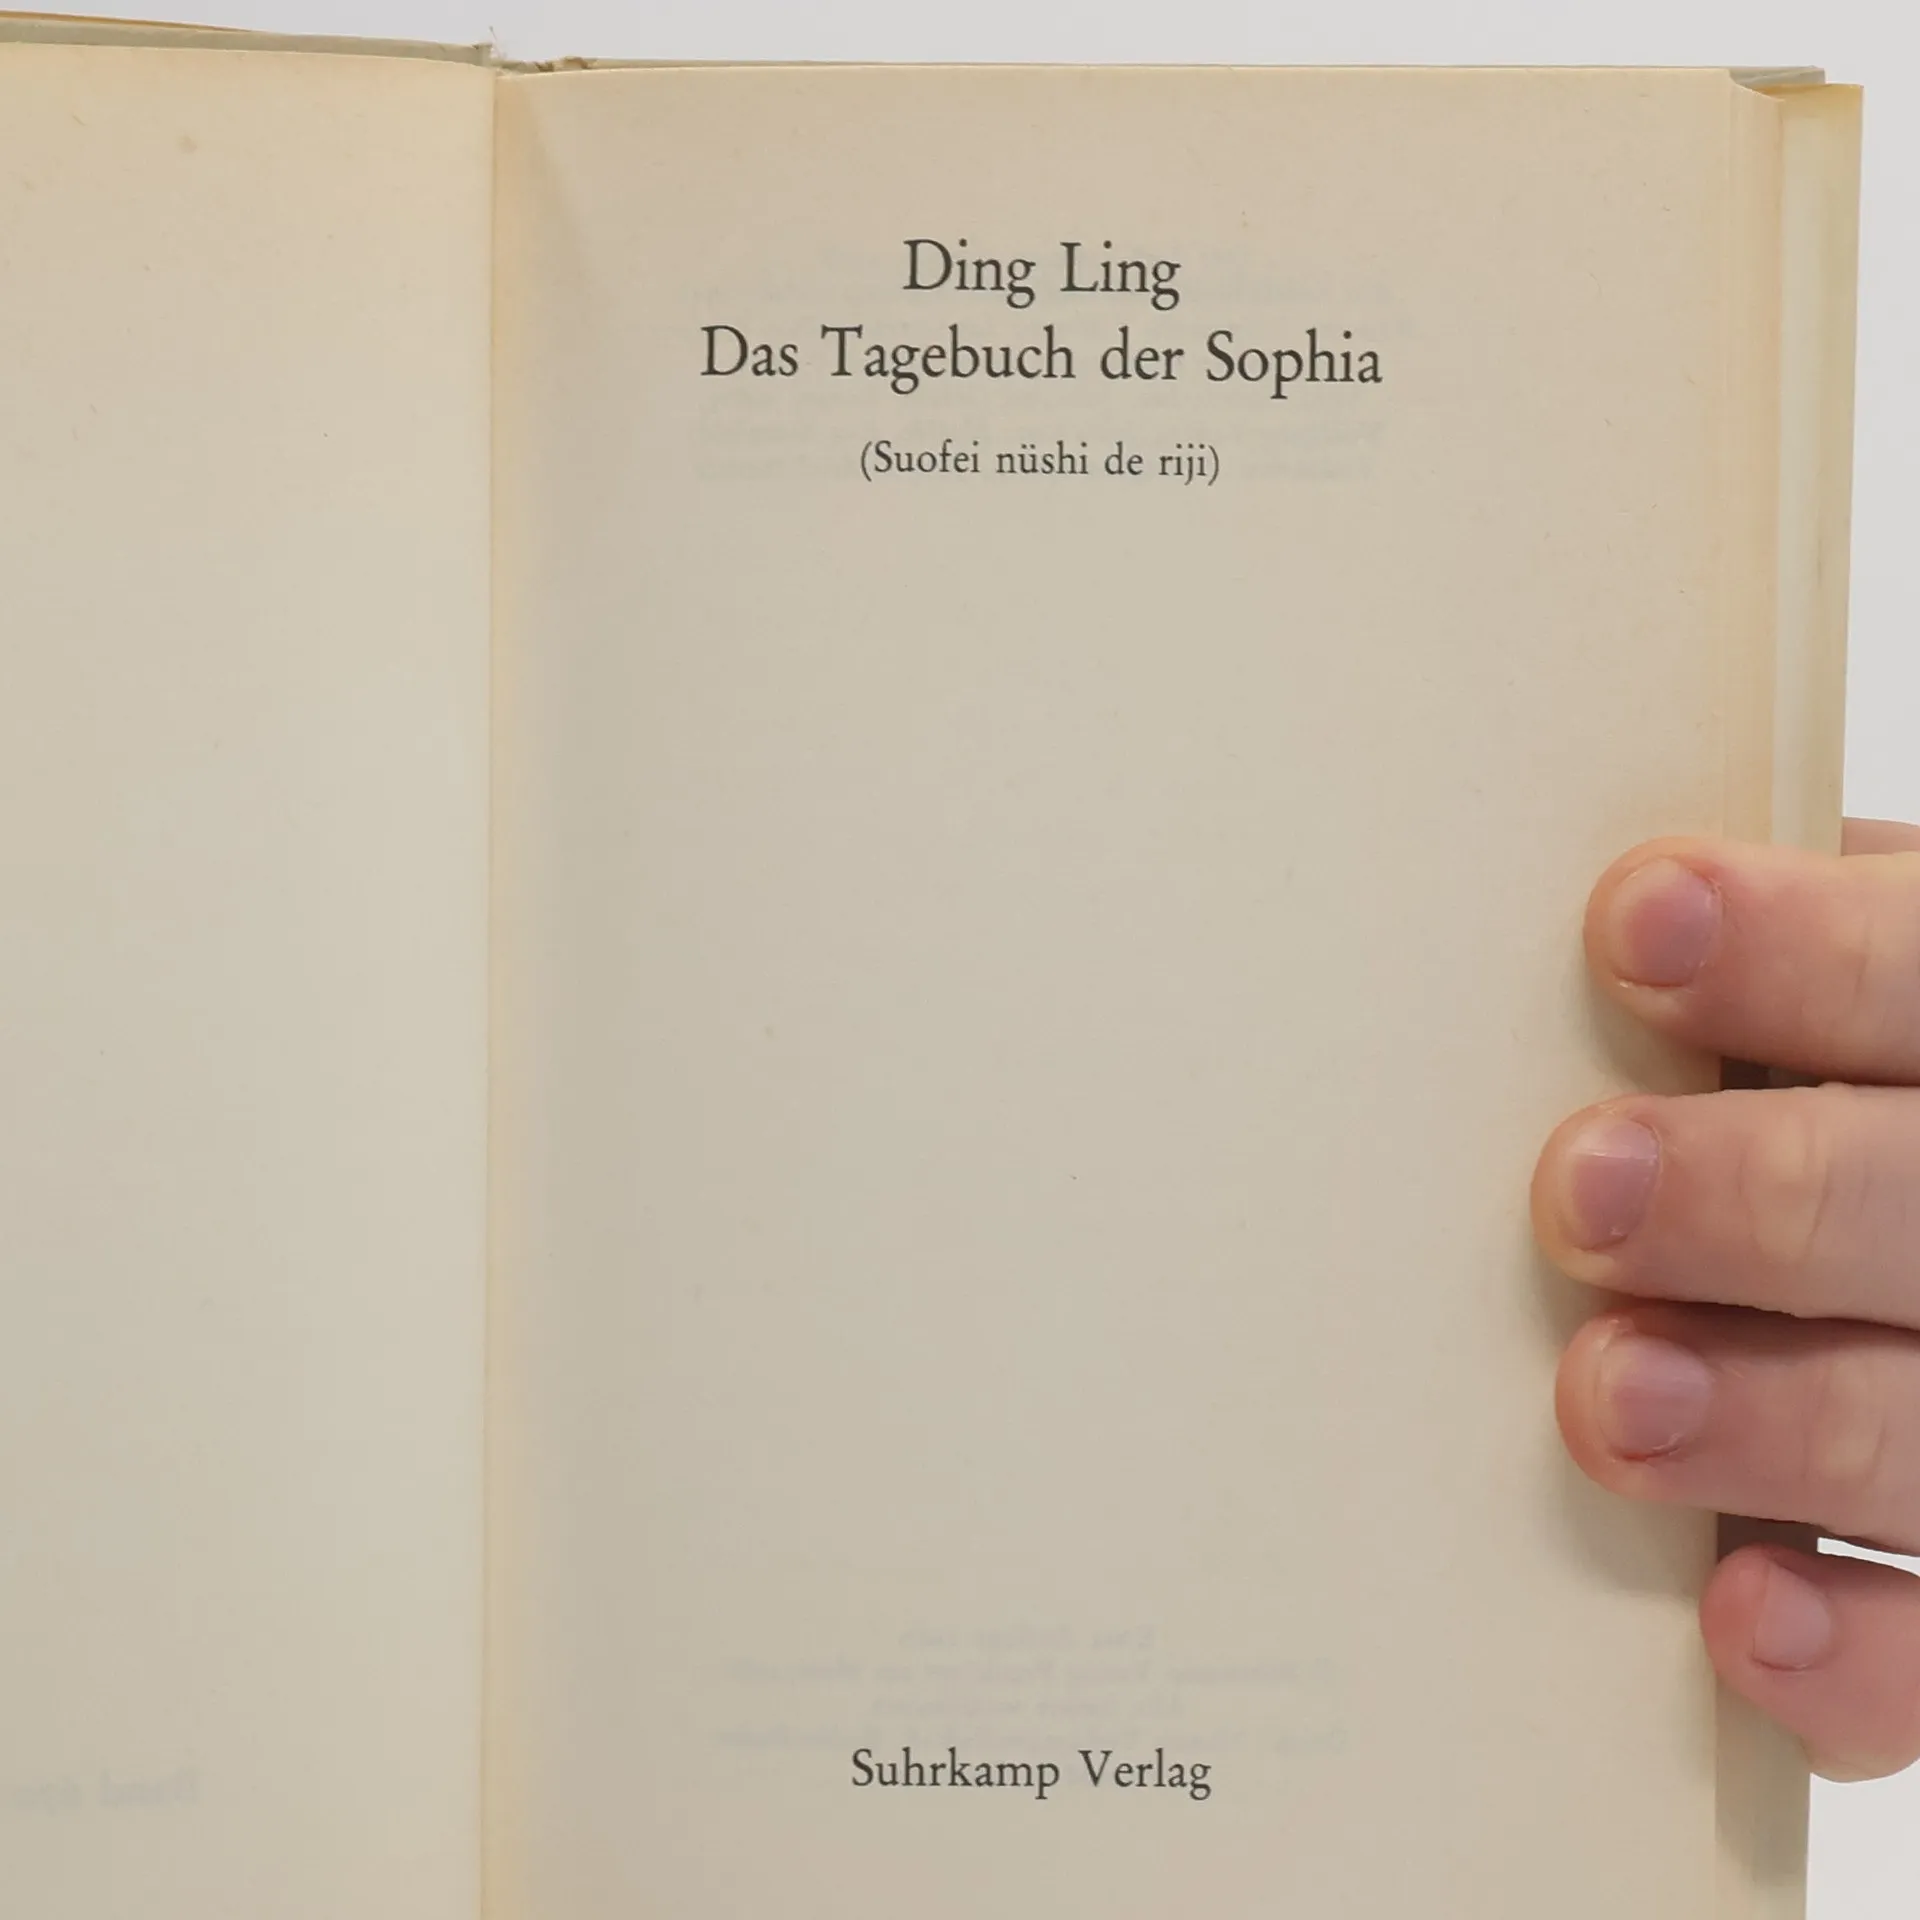 Ding Ling
Das Tagebuch der Sophia
(Suofei nüshi de riji)
Suhrkamp Verlag